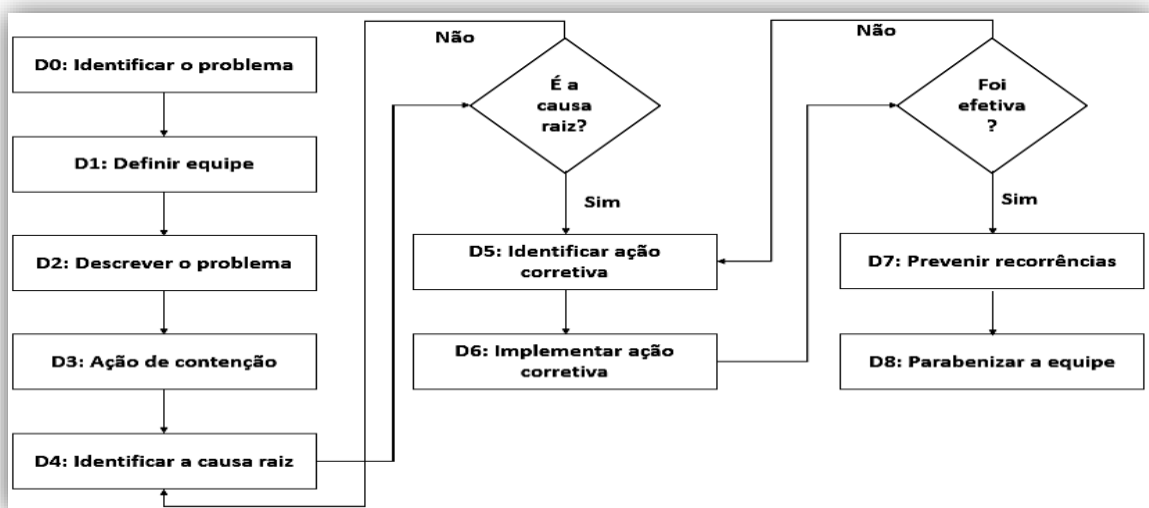 D0: Identificar o problema
D1: Definir equipe
D2: Descrever o problema
D3: Ação de contenção
D4: Identificar a causa raiz
Não
É a
causa
raiz?
Sim
D5: Identificar ação
corretiva
D6: Implementar ação
corretiva
Não
Foi
efetiva
?
Sim
D7: Prevenir recorrências
D8: Parabenizar a equipe